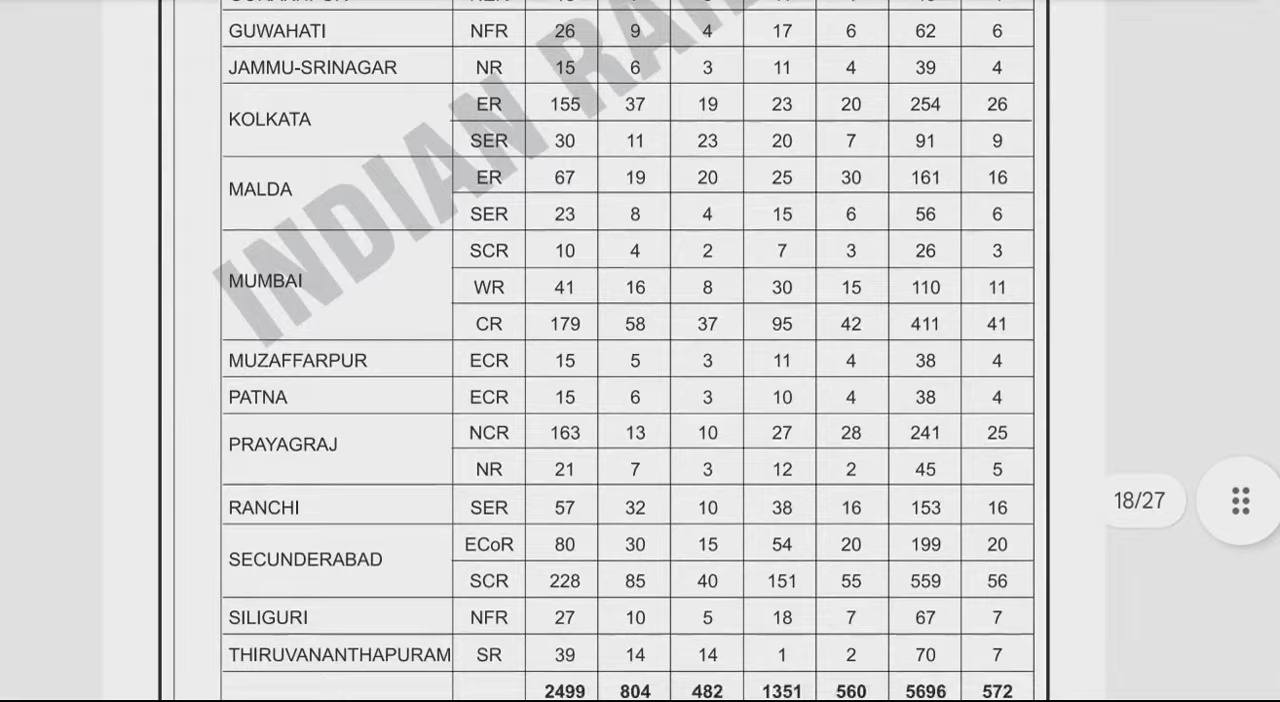 GUWAHATI NFR 26 9 4 17 6 62 6
JAMMU-SRINAGAR NR 15 6 3 11 4 39 4
KOLKATA ER 155 37 19 23 20 254 26
SER 30 11 23 20 7 91 9
MALDA ER 67 19 20 25 30 161 16
SER 23 8 4 15 6 56 6
MUMBAI SCR 10 4 2 7 3 26 3
WR 41 16 8 30 15 110 11
CR 179 58 37 95 42 411 41
MUZAFFARPUR ECR 15 5 3 11 4 38 4
PATNA ECR 15 6 3 10 4 38 4
PRAYAGRAJ NCR 163 13 10 27 28 241 25
NR 21 7 3 12 2 45 5
RANCHI SER 57 32 10 38 16 153 16
SECUNDERABAD ECoR 80 30 15 54 20 199 20
SCR 228 85 40 151 55 559 56
SILIGURI NFR 27 10 5 18 7 67 7
THIRUVANANTHAPURAM SR 39 14 14 1 2 70 7
2499 804 482 1351 560 5696 572
INDIAN
18/27